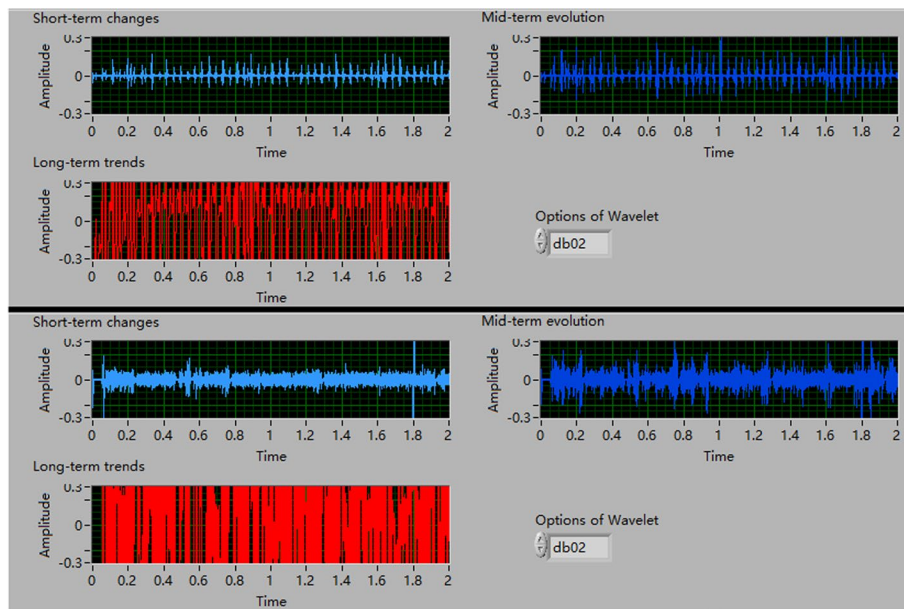 Short-term changes
Mid-term evolution
0.3
0
-0.3
Amplitude
0 0.2 0.4 0.6 0.8 1 1.2 1.4 1.6 1.8 2
Time
0.3
0
-0.3
Amplitude
0 0.2 0.4 0.6 0.8 1 1.2 1.4 1.6 1.8 2
Time
Long-term trends
0.3
0
-0.3
Amplitude
0 0.2 0.4 0.6 0.8 1 1.2 1.4 1.6 1.8 2
Time
Options of Wavelet
db02
Short-term changes
Mid-term evolution
0.3
0
-0.3
Amplitude
0 0.2 0.4 0.6 0.8 1 1.2 1.4 1.6 1.8 2
Time
0.3
0
-0.3
Amplitude
0 0.2 0.4 0.6 0.8 1 1.2 1.4 1.6 1.8 2
Time
Long-term trends
0.3
0
-0.3
Amplitude
0 0.2 0.4 0.6 0.8 1 1.2 1.4 1.6 1.8 2
Time
Options of Wavelet
db02